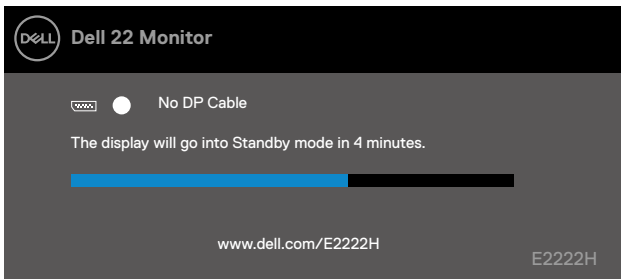 DELL
Dell 22 Monitor
No DP Cable
The display will go into Standby mode in 4 minutes.
www.dell.com/E2222H
E2222H